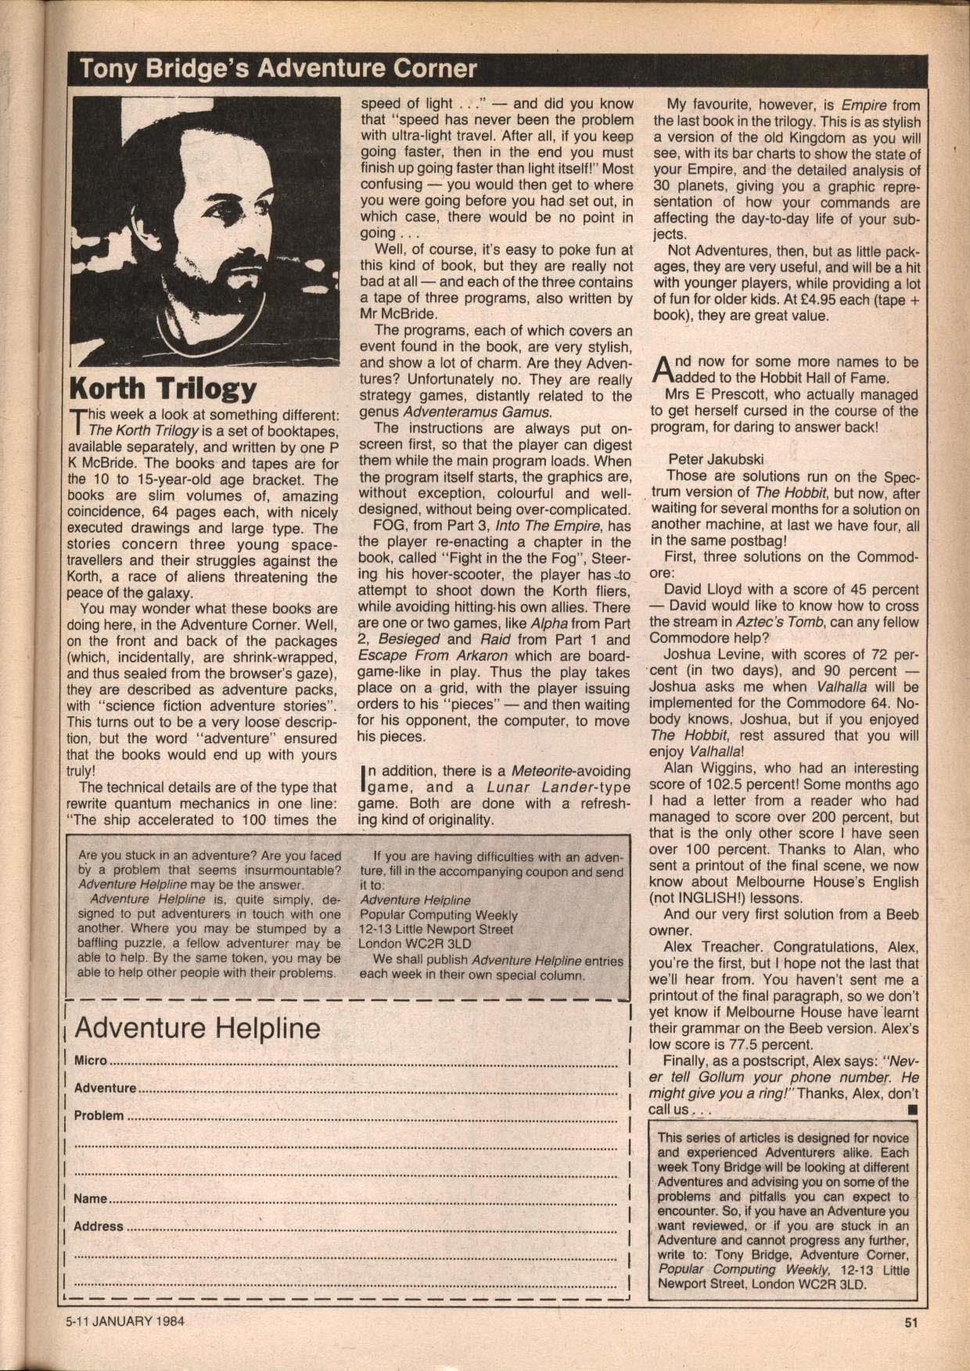 Tony Bridge's Adventure Corner
Korth Trilogy
This week a look at something different:
The Korth Trilogy is a set of booktapes,
available separately, and written by one P
K McBride. The books and tapes are for
the 10 to 15-year-old age bracket. The
books are slim volumes of, amazing
coincidence, 64 pages each, with nicely
executed drawings and large type. The
stories concern three young space-
travellers and their struggles against the
Korth, a race of aliens threatening the
peace of the galaxy.
You may wonder what these books are
doing here, in the Adventure Corner. Well,
on the front and back of the packages
(which, incidentally, are shrink-wrapped,
and thus sealed from the browser's gaze),
they are described as adventure packs,
with "science fiction adventure stories".
This turns out to be a very loose descrip-
tion, but the word "adventure" ensured
that the books would end up with yours
truly!
The technical details are of the type that
rewrite quantum mechanics in one line:
"The ship accelerated to 100 times the
speed of light . . ." — and did you know
that "speed has never been the problem
with ultra-light travel. After all, if you keep
going faster, then in the end you must
finish up going faster than light itself!" Most
confusing — you would then get to where
you were going before you had set out, in
which case, there would be no point in
going . . .
Well, of course, it's easy to poke fun at
this kind of book, but they are really not
bad at all — and each of the three contains
a tape of three programs, also written by
Mr McBride.
The programs, each of which covers an
event found in the book, are very stylish,
and show a lot of charm. Are they Adven-
tures? Unfortunately no. They are really
strategy games, distantly related to the
genus Adventeramus Gamus.
The instructions are always put on-
screen first, so that the player can digest
them while the main program loads. When
the program itself starts, the graphics are,
without exception, colourful and well-
designed, without being over-complicated.
FOG, from Part 3, Into The Empire, has
the player re-enacting a chapter in the
book, called "Fight in the the Fog", Steer-
ing his hover-scooter, the player has to
attempt to shoot down the Korth fliers,
while avoiding hitting his own allies. There
are one or two games, like Alpha from Part
2, Besieged and Raid from Part 1 and
Escape From Arkaron which are board-
game-like in play. Thus the play takes
place on a grid, with the player issuing
orders to his "pieces" — and then waiting
for his opponent, the computer, to move
his pieces.
In addition, there is a Meteorite-avoiding
game, and a Lunar Lander-type
game. Both are done with a refresh-
ing kind of originality.
My favourite, however, is Empire from
the last book in the trilogy. This is as stylish
a version of the old Kingdom as you will
see, with its bar charts to show the state of
your Empire, and the detailed analysis of
30 planets, giving you a graphic repre-
sentation of how your commands are
affecting the day-to-day life of your sub-
jects.
Not Adventures, then, but as little pack-
ages, they are very useful, and will be a hit
with younger players, while providing a lot
of fun for older kids. At £4.95 each (tape +
book), they are great value.
And now for some more names to be
added to the Hobbit Hall of Fame.
Mrs E Prescott, who actually managed
to get herself cursed in the course of the
program, for daring to answer back!
Peter Jakubski
Those are solutions run on the Spec-
trum version of The Hobbit, but now, after
waiting for several months for a solution on
another machine, at last we have four, all
in the same postbag!
First, three solutions on the Commod-
ore:
David Lloyd with a score of 45 percent
— David would like to know how to cross
the stream in Aztec's Tomb, can any fellow
Commodore help?
Joshua Levine, with scores of 72 per-
cent (in two days), and 90 percent —
Joshua asks me when Valhalla will be
implemented for the Commodore 64. No-
body knows, Joshua, but if you enjoyed
The Hobbit, rest assured that you will
enjoy Valhalla!
Alan Wiggins, who had an interesting
score of 102.5 percent! Some months ago
I had a letter from a reader who had
managed to score over 200 percent, but
that is the only other score I have seen
over 100 percent. Thanks to Alan, who
sent a printout of the final scene, we now
know about Melbourne House's English
(not INGLISH!) lessons.
And our very first solution from a Beeb
owner.
Alex Treacher. Congratulations, Alex,
you're the first, but I hope not the last that
we'll hear from. You haven't sent me a
printout of the final paragraph, so we don't
yet know if Melbourne House have learnt
their grammar on the Beeb version. Alex's
low score is 77.5 percent.
Finally, as a postscript, Alex says: "Nev-
er tell Gollum your phone number. He
might give you a ring!" Thanks, Alex, don't
call us . . .
Are you stuck in an adventure? Are you faced
by a problem that seems insurmountable?
Adventure Helpline may be the answer.
Adventure Helpline is, quite simply, de-
signed to put adventurers in touch with one
another. Where you may be stumped by a
baffling puzzle, a fellow adventurer may be
able to help. By the same token, you may be
able to help other people with their problems.
If you are having difficulties with an adven-
ture, fill in the accompanying coupon and send
it to:
Adventure Helpline
Popular Computing Weekly
12-13 Little Newport Street
London WC2R 3LD
We shall publish Adventure Helpline entries
each week in their own special column.
Adventure Helpline
Micro
Adventure
Problem
Name
Address
This series of articles is designed for novice
and experienced Adventurers alike. Each
week Tony Bridge will be looking at different
Adventures and advising you on some of the
problems and pitfalls you can expect to
encounter. So, if you have an Adventure you
want reviewed, or if you are stuck in an
Adventure and cannot progress any further,
write to: Tony Bridge, Adventure Corner,
Popular Computing Weekly, 12-13 Little
Newport Street, London WC2R 3LD.
5-11 JANUARY 1984
51